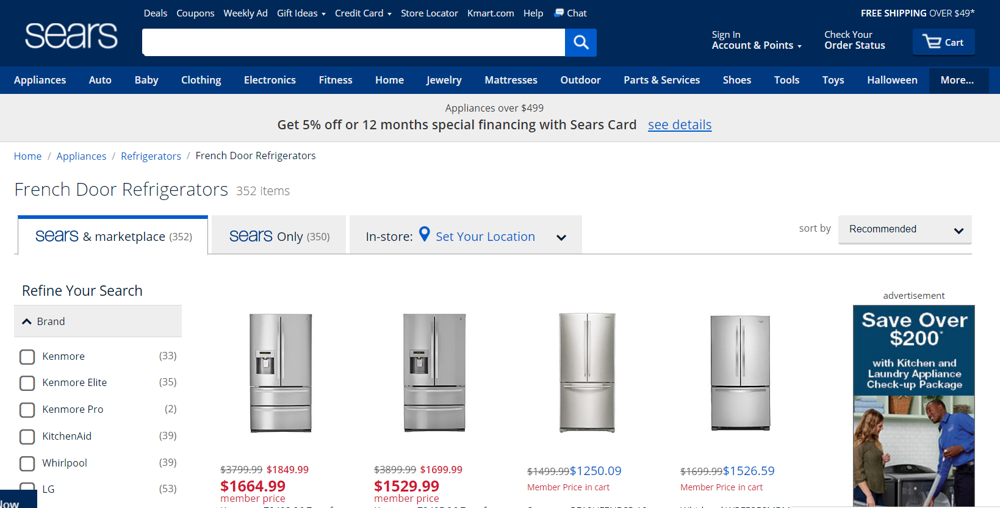 Deals Coupons Weekly Ad Gift Ideas Credit Card Store Locator Kmart.com Help Chat
FREE SHIPPING OVER $49*
sears
Sign In
Account & Points
Check Your
Order Status
Cart
Appliances Auto Baby Clothing Electronics Fitness Home Jewelry Mattresses Outdoor Parts & Services Shoes Tools Toys Halloween More...
Appliances over $499
Get 5% off or 12 months special financing with Sears Card see details
Home / Appliances / Refrigerators / French Door Refrigerators
French Door Refrigerators 352 items
sears & marketplace (352)
sears Only (350)
In-store: Set Your Location
sort by Recommended
Refine Your Search
Brand
Kenmore (33)
Kenmore Elite (35)
Kenmore Pro (2)
KitchenAid (39)
Whirlpool (39)
LG (53)
Now
$3799.99 $1849.99
$1664.99
member price
$3899.99 $1699.99
$1529.99
member price
$1499.99 $1250.09
Member Price in cart
$1699.99 $1526.59
Member Price in cart
advertisement
Save Over
$200*
with Kitchen and
Laundry Appliance
Check-up Package